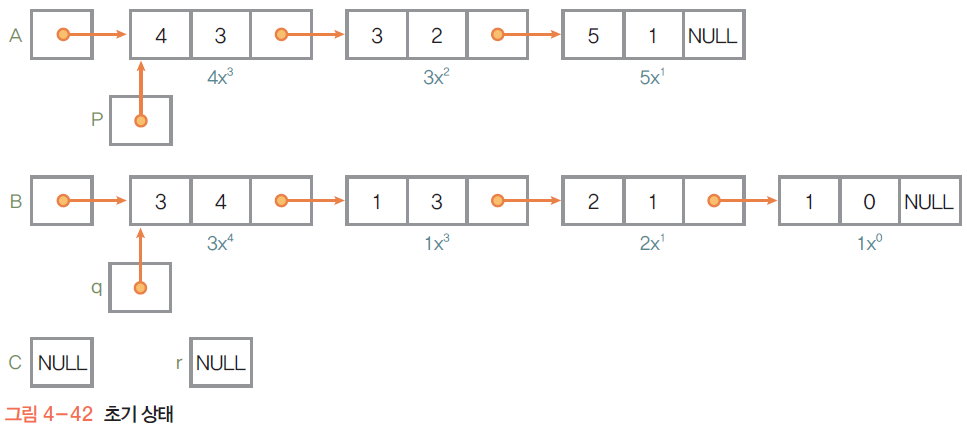 A 4 3 3 2 5 1 NULL
4x³ 3x² 5x¹
P
B 3 4 1 3 2 1 1 0 NULL
3x⁴ 1x³ 2x¹ 1x⁰
q
C NULL r NULL
그림 4-42 초기 상태